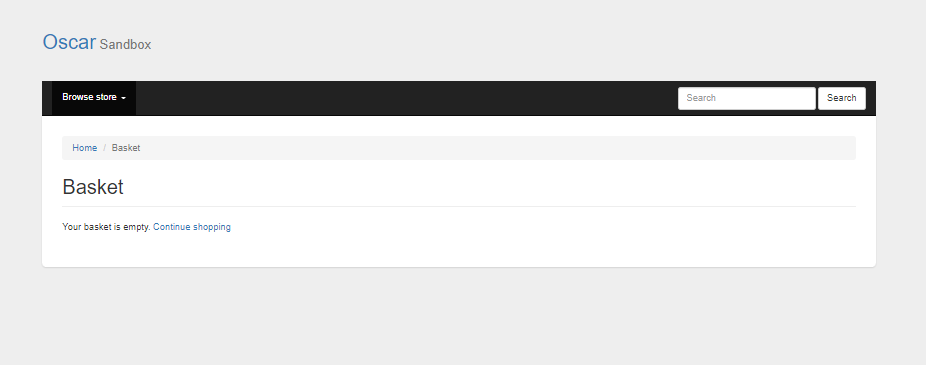 Oscar Sandbox
Browse store
Search
Search
Home / Basket
Basket
Your basket is empty. Continue shopping